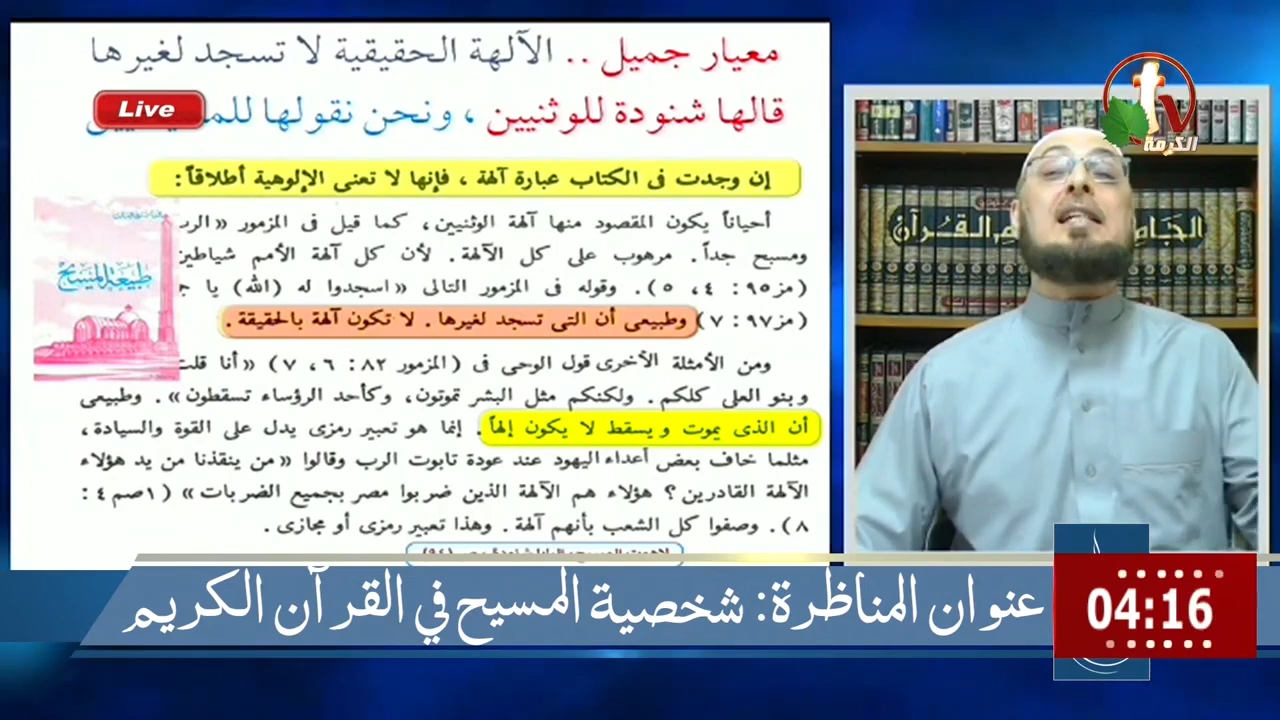 معيار جميل .. الآلهة الحقيقية لا تسجد لغيرها
قالها شنودة للوثنيين ، ونحن نقولها
Live
إن وجدت فى الكتاب عبارة آلهة ، فإنها لا تعنى الإلوهية أطلاقاً :
أحياناً يكون المقصود منها آلهة الوثنيين، كما قيل فى المزمور « الرب
ومسبح جداً . مرهوب على كل الآلهة . لأن كل آلهة الأمم شياطين
(مز٩٥: ٤، ٥). وقوله فى المزمور التالى « اسجدوا له (الله) يا
(مز٩٧: ٧) وطبيعى أن التى تسجد لغيرها . لا تكون آلهة بالحقيقة .
ومن الأمثلة الأخرى قول الوحى فى (المزمور ٨٢: ٦، ٧) « أنا قلت
وبنو العلى كلكم . ولكنكم مثل البشر تموتون، وكأحد الرؤساء تسقطون » . وطبيعى
أن الذى يموت ويسقط لا يكون إلهاً . إنما هو تعبير رمزى يدل على القوة والسيادة ،
مثلما خاف بعض أعداء اليهود عند عودة تابوت الرب وقالوا « من ينقذنا من يد هؤلاء
الآلهة القادرين ؟ هؤلاء هم الآلهة الذين ضربوا مصر بجميع الضربات » (١صم ٤ :
٨). وصفوا كل الشعب بأنهم آلهة . وهذا تعبير رمزى أو مجازى .
طبيعة المسيح
tv
الكرمة
القرآن
عنوان المناظرة: شخصية المسيح في القرآن الكريم
04:16